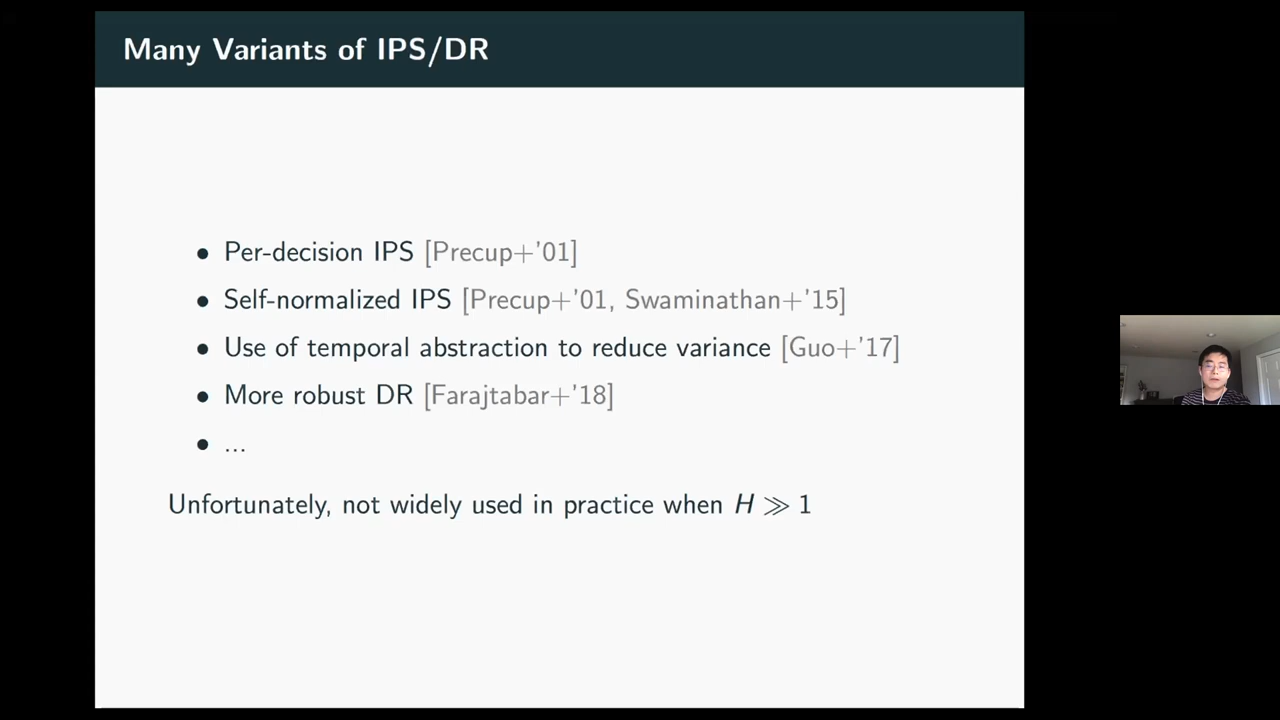 Many Variants of IPS/DR
• Per-decision IPS [Precup+'01]
• Self-normalized IPS [Precup+'01, Swaminathan+'15]
• Use of temporal abstraction to reduce variance [Guo+'17]
• More robust DR [Farajtabar+'18]
• ...
Unfortunately, not widely used in practice when H ≫ 1